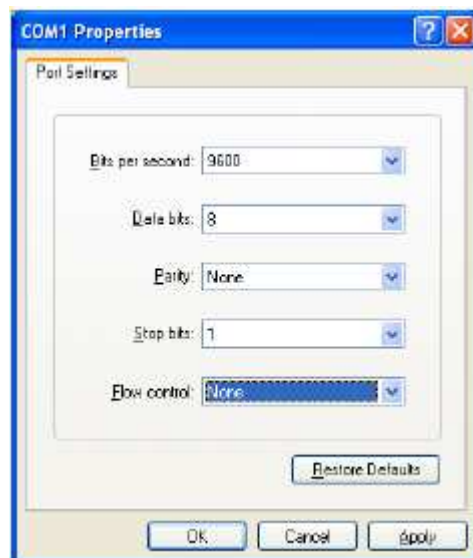 COM1 Properties
Port Settings
Bits per second: 9600
Data bits: 8
Parity: None
Stop bits: 1
Flow control: None
Restore Defaults
OK Cancel Apply